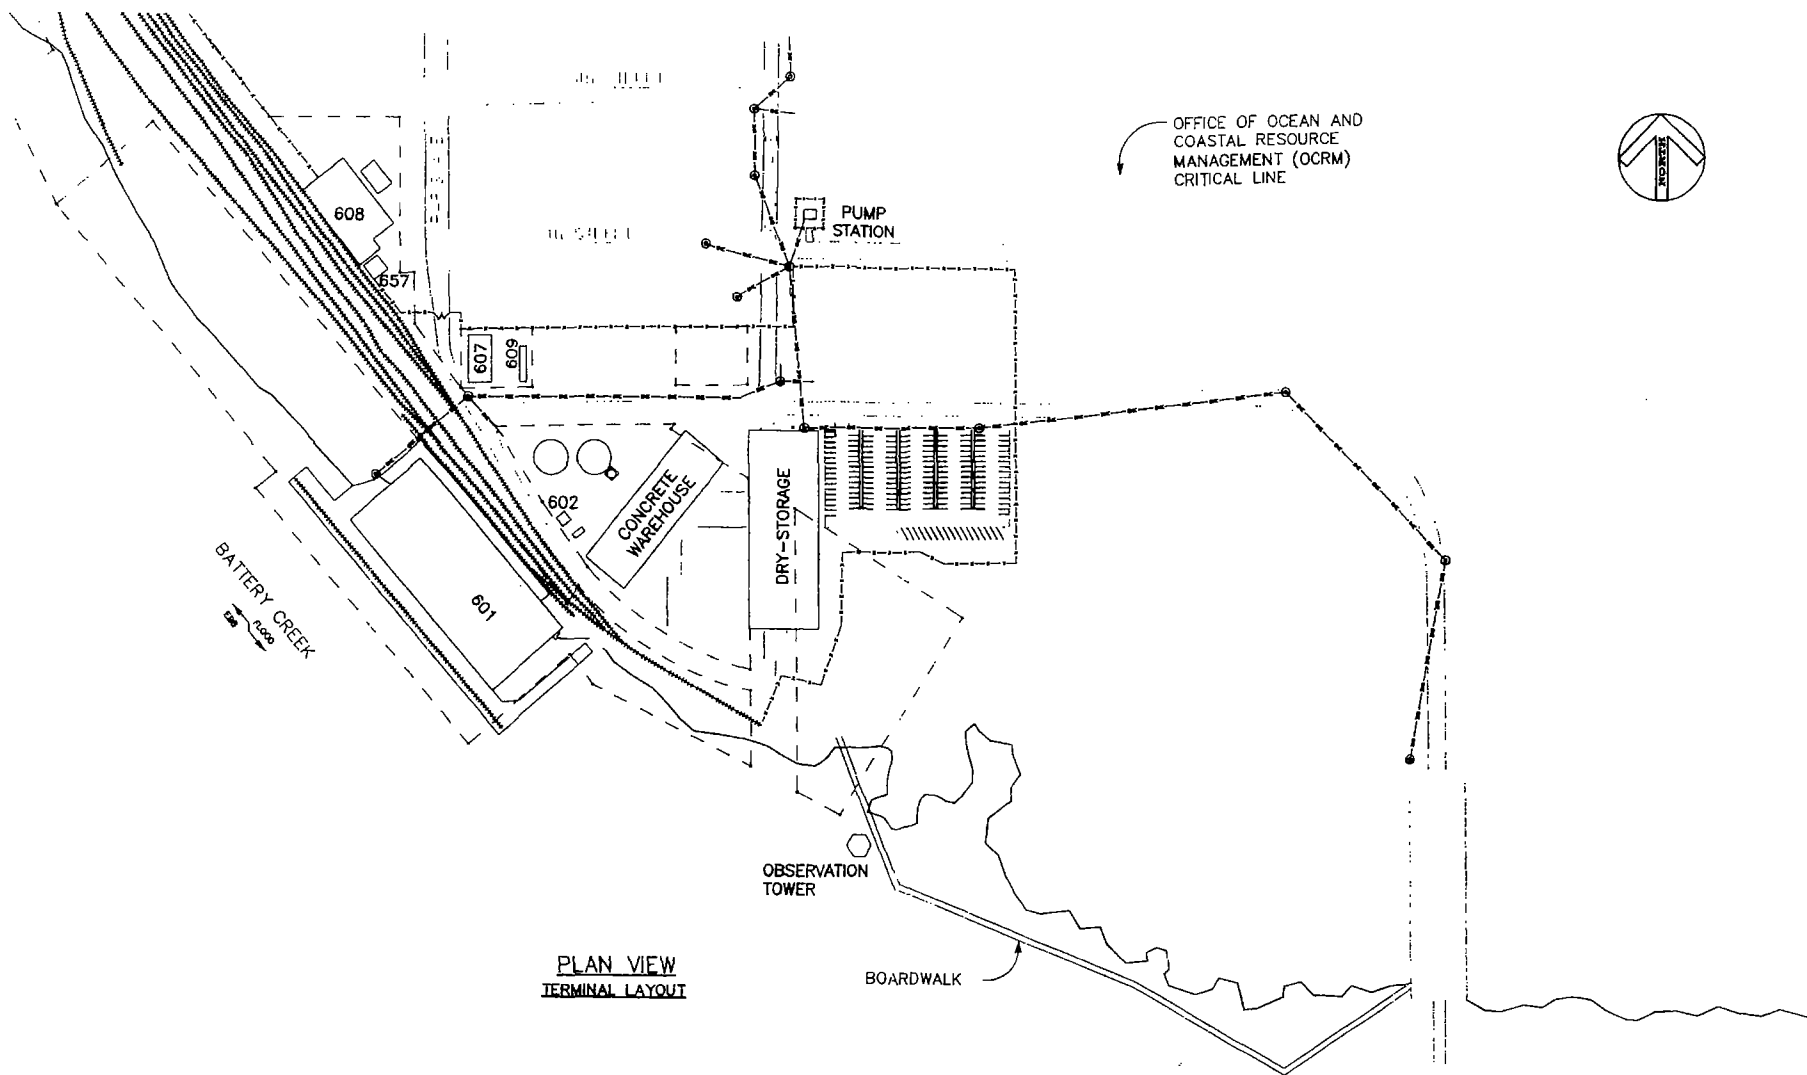 OFFICE OF OCEAN AND
COASTAL RESOURCE
MANAGEMENT (OCRM)
CRITICAL LINE
NORTH
608
PUMP
STATION
657
607
609
602
CONCRETE
WAREHOUSE
DRY-STORAGE
601
BATTERY CREEK
EBB
FLOOD
OBSERVATION
TOWER
BOARDWALK
PLAN VIEW
TERMINAL LAYOUT